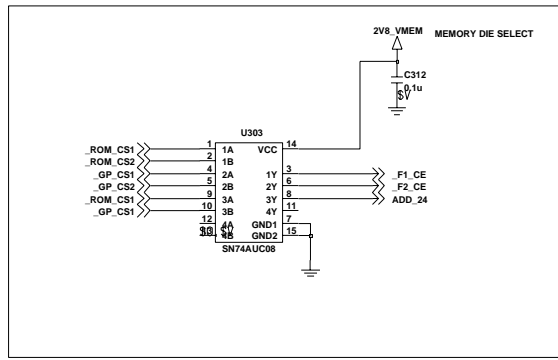 2V8_VMEM MEMORY DIE SELECT
C312
0.1u
U303
_ROM_CS1 1 1A VCC 14
_ROM_CS2 2 1B
_GP_CS1 4 2A 1Y 3 _F1_CE
_GP_CS2 5 2B 2Y 6 _F2_CE
_ROM_CS1 9 3A 3Y 8 ADD_24
_GP_CS1 10 3B 4Y 11
12 4A GND1 7
4B GND2 15
SN74AUC08